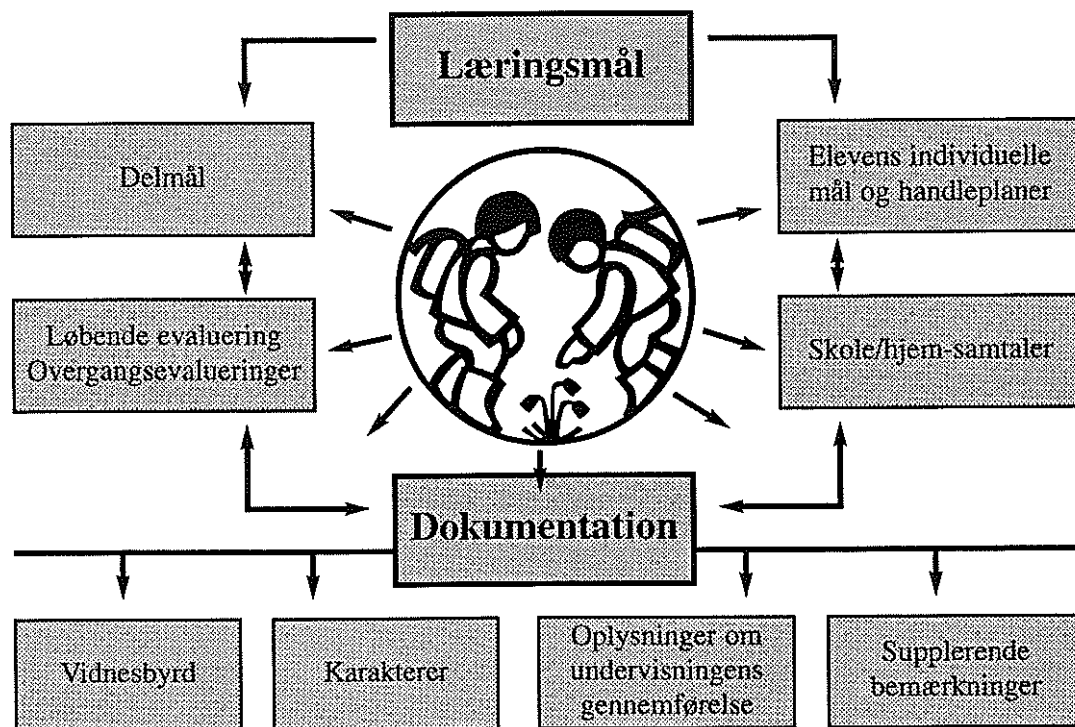 Læringsmål
Delmål
Elevens individuelle
mål og handleplaner
Løbende evaluering
Overgangsevalueringer
Skole/hjem-samtaler
Dokumentation
Vidnesbyrd
Karakterer
Oplysninger om
undervisningens
gennemførelse
Supplerende
bemærkninger